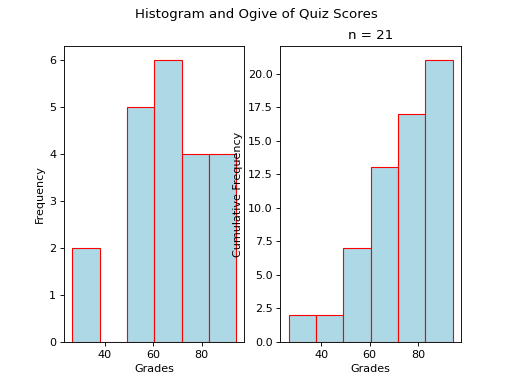 Histogram and Ogive of Quiz Scores
n = 21
6
5
4
3
2
1
0
Frequency
40 60 80
Grades
20.0
17.5
15.0
12.5
10.0
7.5
5.0
2.5
0.0
Cumulative Frequency
40 60 80
Grades